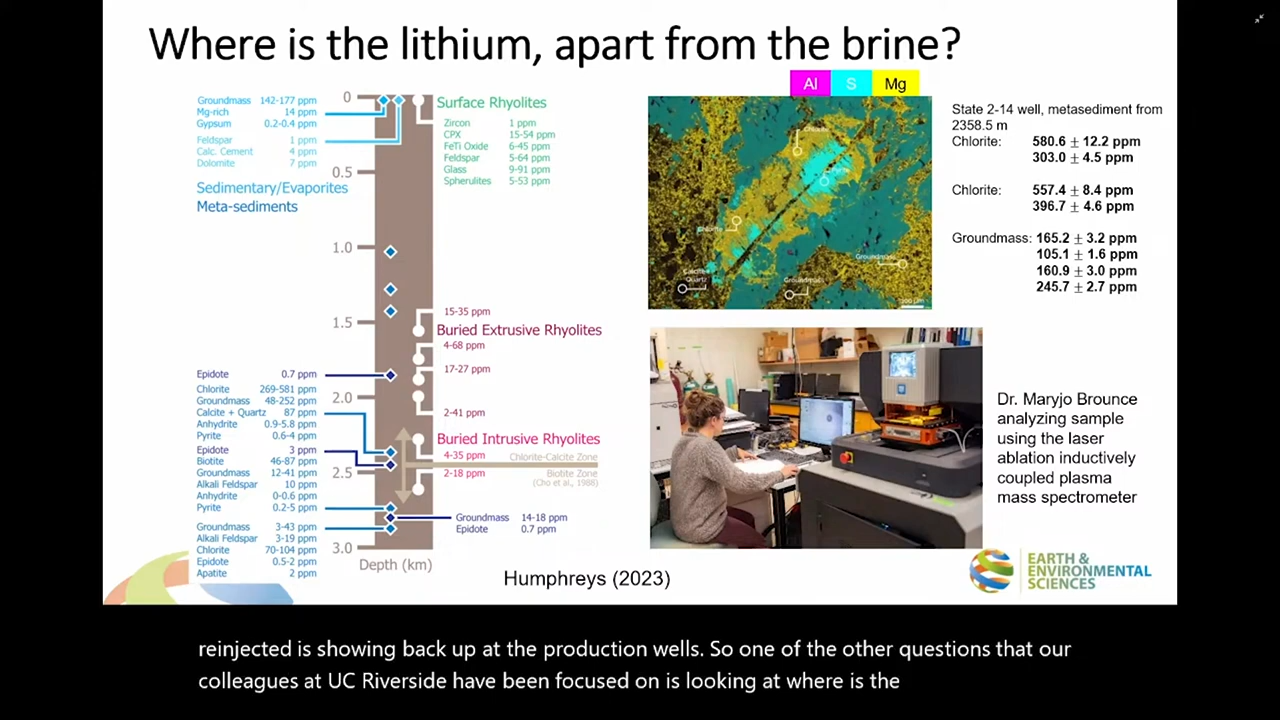 Where is the lithium, apart from the brine?
Groundmass 142-177 ppm
Mg-rich 14 ppm
Gypsum 0.2-0.4 ppm
Feldspar 1 ppm
Calc. Cement 4 ppm
Dolomite 7 ppm
Sedimentary/Evaporites
Meta-sediments
Epidote 0.7 ppm
Chlorite 269-581 ppm
Groundmass 48-252 ppm
Calcite + Quartz 87 ppm
Anhydrite 0.9-5.8 ppm
Pyrite 0.6-4 ppm
Epidote 3 ppm
Biotite 46-87 ppm
Groundmass 12-41 ppm
Alkali Feldspar 10 ppm
Anhydrite 0-0.6 ppm
Pyrite 0.2-5 ppm
Groundmass 3-43 ppm
Alkali Feldspar 3-19 ppm
Chlorite 70-104 ppm
Epidote 0.5-2 ppm
Apatite 2 ppm
0
0.5
1.0
1.5
2.0
2.5
3.0
Depth (km)
Surface Rhyolites
Zircon 1 ppm
CPX 15-54 ppm
FeTi Oxide 6-45 ppm
Feldspar 5-64 ppm
Glass 9-91 ppm
Spherulites 5-53 ppm
15-35 ppm
Buried Extrusive Rhyolites
4-68 ppm
17-27 ppm
2-41 ppm
Buried Intrusive Rhyolites
4-35 ppm Chlorite-Calcite Zone
2-18 ppm Biotite Zone
(Cho et al., 1988)
Groundmass 14-18 ppm
Epidote 0.7 ppm
Humphreys (2023)
Al S Mg
Chlorite
Pyrite
Chlorite
Groundmass
Calcite+
Quartz
Groundmass
State 2-14 well, metasediment from
2358.5 m
Chlorite: 580.6 ± 12.2 ppm
303.0 ± 4.5 ppm
Chlorite: 557.4 ± 8.4 ppm
396.7 ± 4.6 ppm
Groundmass: 165.2 ± 3.2 ppm
105.1 ± 1.6 ppm
160.9 ± 3.0 ppm
245.7 ± 2.7 ppm
Dr. Maryjo Brounce
analyzing sample
using the laser
ablation inductively
coupled plasma
mass spectrometer
EARTH &
ENVIRONMENTAL
SCIENCES
reinjected is showing back up at the production wells. So one of the other questions that our
colleagues at UC Riverside have been focused on is looking at where is the